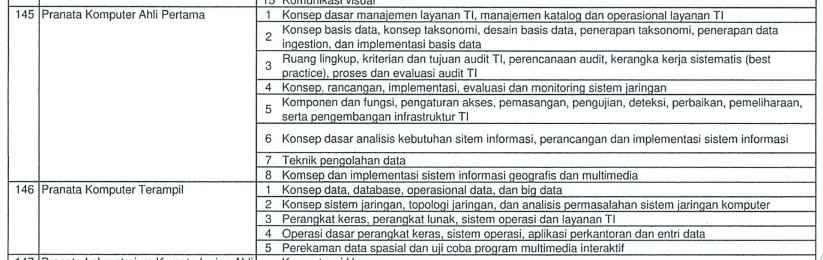 15 Komunikasi visual
145 Pranata Komputer Ahli Pertama 1 Konsep dasar manajemen layanan TI, manajemen katalog dan operasional layanan TI
2 Konsep basis data, konsep taksonomi, desain basis data, penerapan taksonomi, penerapan data
ingestion, dan implementasi basis data
3 Ruang lingkup, kriterian dan tujuan audit TI, perencanaan audit, kerangka kerja sistematis (best
practice), proses dan evaluasi audit TI
4 Konsep, rancangan, implementasi, evaluasi dan monitoring sistem jaringan
5 Komponen dan fungsi, pengaturan akses, pemasangan, pengujian, deteksi, perbaikan, pemeliharaan,
serta pengembangan infrastruktur TI
6 Konsep dasar analisis kebutuhan sitem informasi, perancangan dan implementasi sistem informasi
7 Teknik pengolahan data
8 Komsep dan implementasi sistem informasi geografis dan multimedia
146 Pranata Komputer Terampil 1 Konsep data, database, operasional data, dan big data
2 Konsep sistem jaringan, topologi jaringan, dan analisis permasalahan sistem jaringan komputer
3 Perangkat keras, perangkat lunak, sistem operasi dan layanan TI
4 Operasi dasar perangkat keras, sistem operasi, aplikasi perkantoran dan entri data
5 Perekaman data spasial dan uji coba program multimedia interaktif